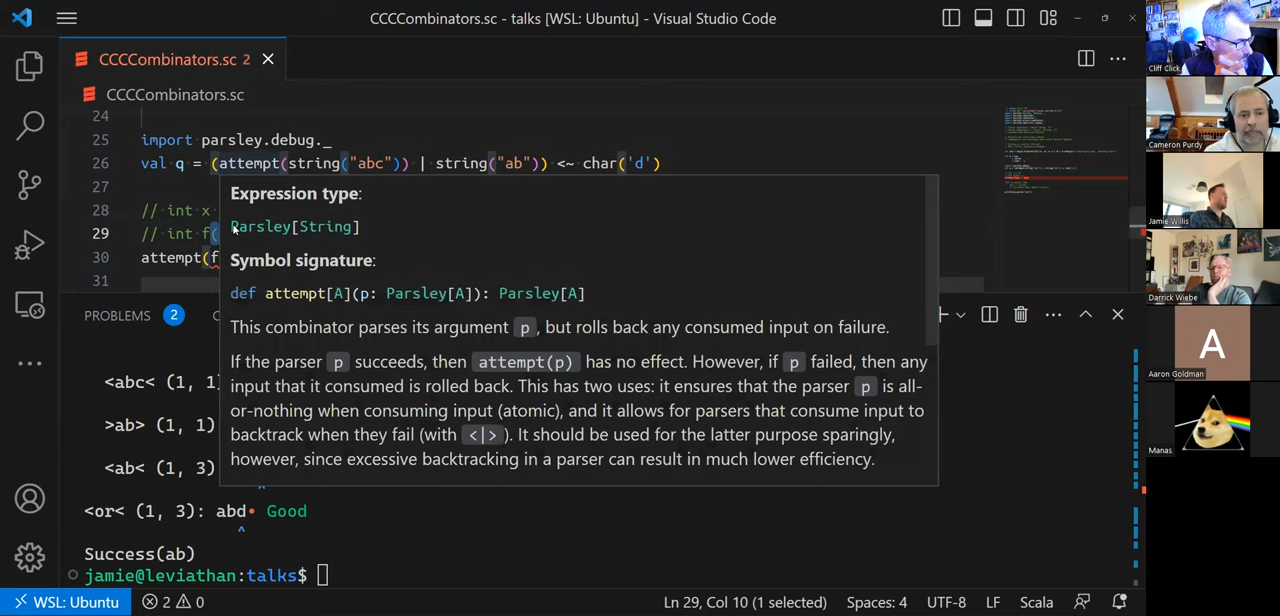 CCCCombinators.sc - talks [WSL: Ubuntu] - Visual Studio Code
CCCCombinators.sc 2
CCCCombinators.sc
24
25 import parsley.debug._
26 val q = (attempt(string("abc")) | string("ab")) <~ char('d')
27
28 // int x
29 // int f(
30 attempt(f
31
Expression type:
Parsley[String]
Symbol signature:
def attempt[A](p: Parsley[A]): Parsley[A]
This combinator parses its argument p, but rolls back any consumed input on failure.
If the parser p succeeds, then attempt(p) has no effect. However, if p failed, then any
input that it consumed is rolled back. This has two uses: it ensures that the parser p is all-
or-nothing when consuming input (atomic), and it allows for parsers that consume input to
backtrack when they fail (with <|>). It should be used for the latter purpose sparingly,
however, since excessive backtracking in a parser can result in much lower efficiency.
PROBLEMS 2
<abc< (1, 1)
>ab> (1, 1)
<ab< (1, 3)
<or< (1, 3): abd• Good
^
Success(ab)
jamie@leviathan:talks$
WSL: Ubuntu 2 0 Ln 29, Col 10 (1 selected) Spaces: 4 UTF-8 LF Scala
Cliff Click
Cameron Purdy
Jamie Willis
Darrick Wiebe
A
Aaron Goldman
Manas